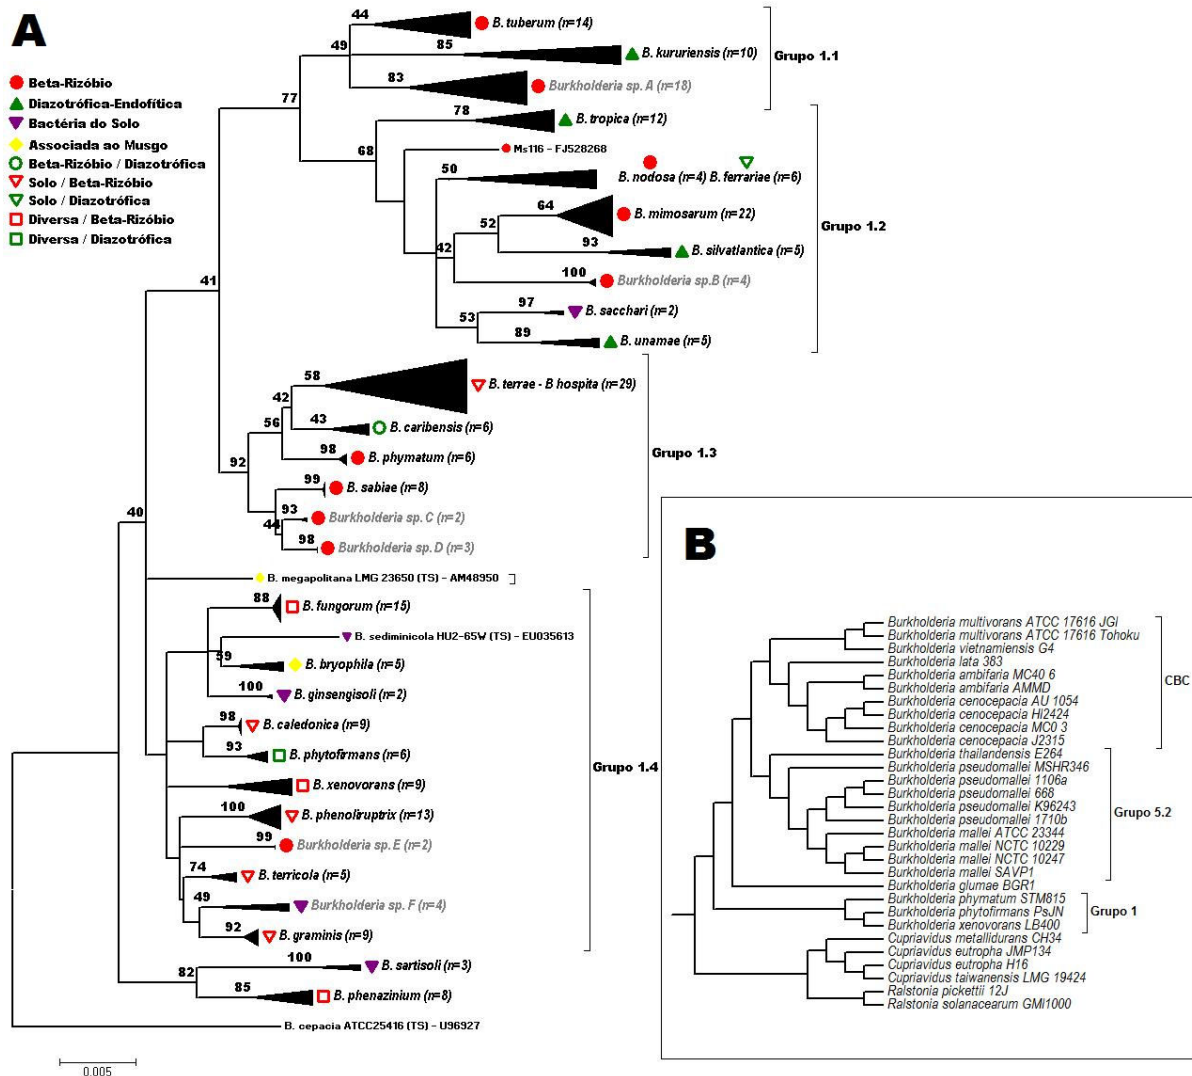 A
Beta-Rizóbio
Diazotrófica-Endofítica
Bactéria do Solo
Associada ao Musgo
Beta-Rizóbio / Diazotrófica
Solo / Beta-Rizóbio
Solo / Diazotrófica
Diversa / Beta-Rizóbio
Diversa / Diazotrófica
44
B. tuberum (n=14)
49
85
B. kururiensis (n=10)
Grupo 1.1
83
Burkholderia sp. A (n=18)
77
78
B. tropica (n=12)
68
Ms116 - FJ528268
50
B. nodosa (n=4) B. ferrariae (n=6)
64
B. mimosarum (n=22)
52
Grupo 1.2
42
93
B. silvatlantica (n=5)
100
Burkholderia sp.B (n=4)
41
97
B. sacchari (n=2)
53
89
B. unamae (n=5)
58
B. terrae - B hospita (n=29)
42
43
B. caribensis (n=6)
56
98
B. phymatum (n=6)
Grupo 1.3
92
99
B. sabiae (n=8)
93
Burkholderia sp. C (n=2)
44
98
Burkholderia sp. D (n=3)
40
B. megapolitana LMG 23650 (TS) - AM48950
88
B. fungorum (n=15)
B. sediminicola HU2-65W (TS) - EU035613
59
B. bryophila (n=5)
100
B. ginsengisoli (n=2)
98
B. caledonica (n=9)
93
B. phytofirmans (n=6)
Grupo 1.4
B. xenovorans (n=9)
100
B. phenoliruptrix (n=13)
99
Burkholderia sp. E (n=2)
74
B. terricola (n=5)
49
Burkholderia sp. F (n=4)
92
B. graminis (n=9)
82
100
B. sartisoli (n=3)
85
B. phenazinium (n=8)
B. cepacia ATCC25416 (TS) - U96927
0.005
B
Burkholderia multivorans ATCC 17616 JGI
Burkholderia multivorans ATCC 17616 Tohoku
Burkholderia vietnamiensis G4
Burkholderia lata 383
Burkholderia ambifaria MC40 6
CBC
Burkholderia ambifaria AMMD
Burkholderia cenocepacia AU 1054
Burkholderia cenocepacia HI2424
Burkholderia cenocepacia MC0 3
Burkholderia cenocepacia J2315
Burkholderia thailandensis E264
Burkholderia pseudomallei MSHR346
Burkholderia pseudomallei 1106a
Burkholderia pseudomallei 668
Burkholderia pseudomallei K96243
Grupo 5.2
Burkholderia pseudomallei 1710b
Burkholderia mallei ATCC 23344
Burkholderia mallei NCTC 10229
Burkholderia mallei NCTC 10247
Burkholderia mallei SAVP1
Burkholderia glumae BGR1
Burkholderia phymatum STM815
Burkholderia phytofirmans PsJN
Grupo 1
Burkholderia xenovorans LB400
Cupriavidus metallidurans CH34
Cupriavidus eutropha JMP134
Cupriavidus eutropha H16
Cupriavidus taiwanensis LMG 19424
Ralstonia pickettii 12J
Ralstonia solanacearum GMI1000